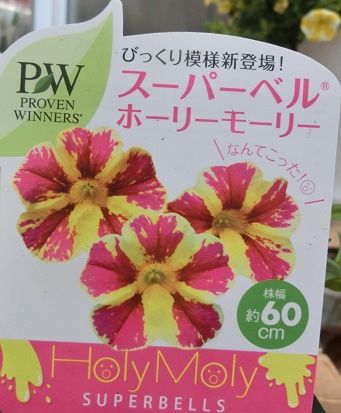 びっくり模様新登場!
PW
PROVEN
WINNERS®
スーパーベル®
ホーリーモーリー
なんてこった!
株幅
約60
cm
Holy Moly
SUPERBELLS